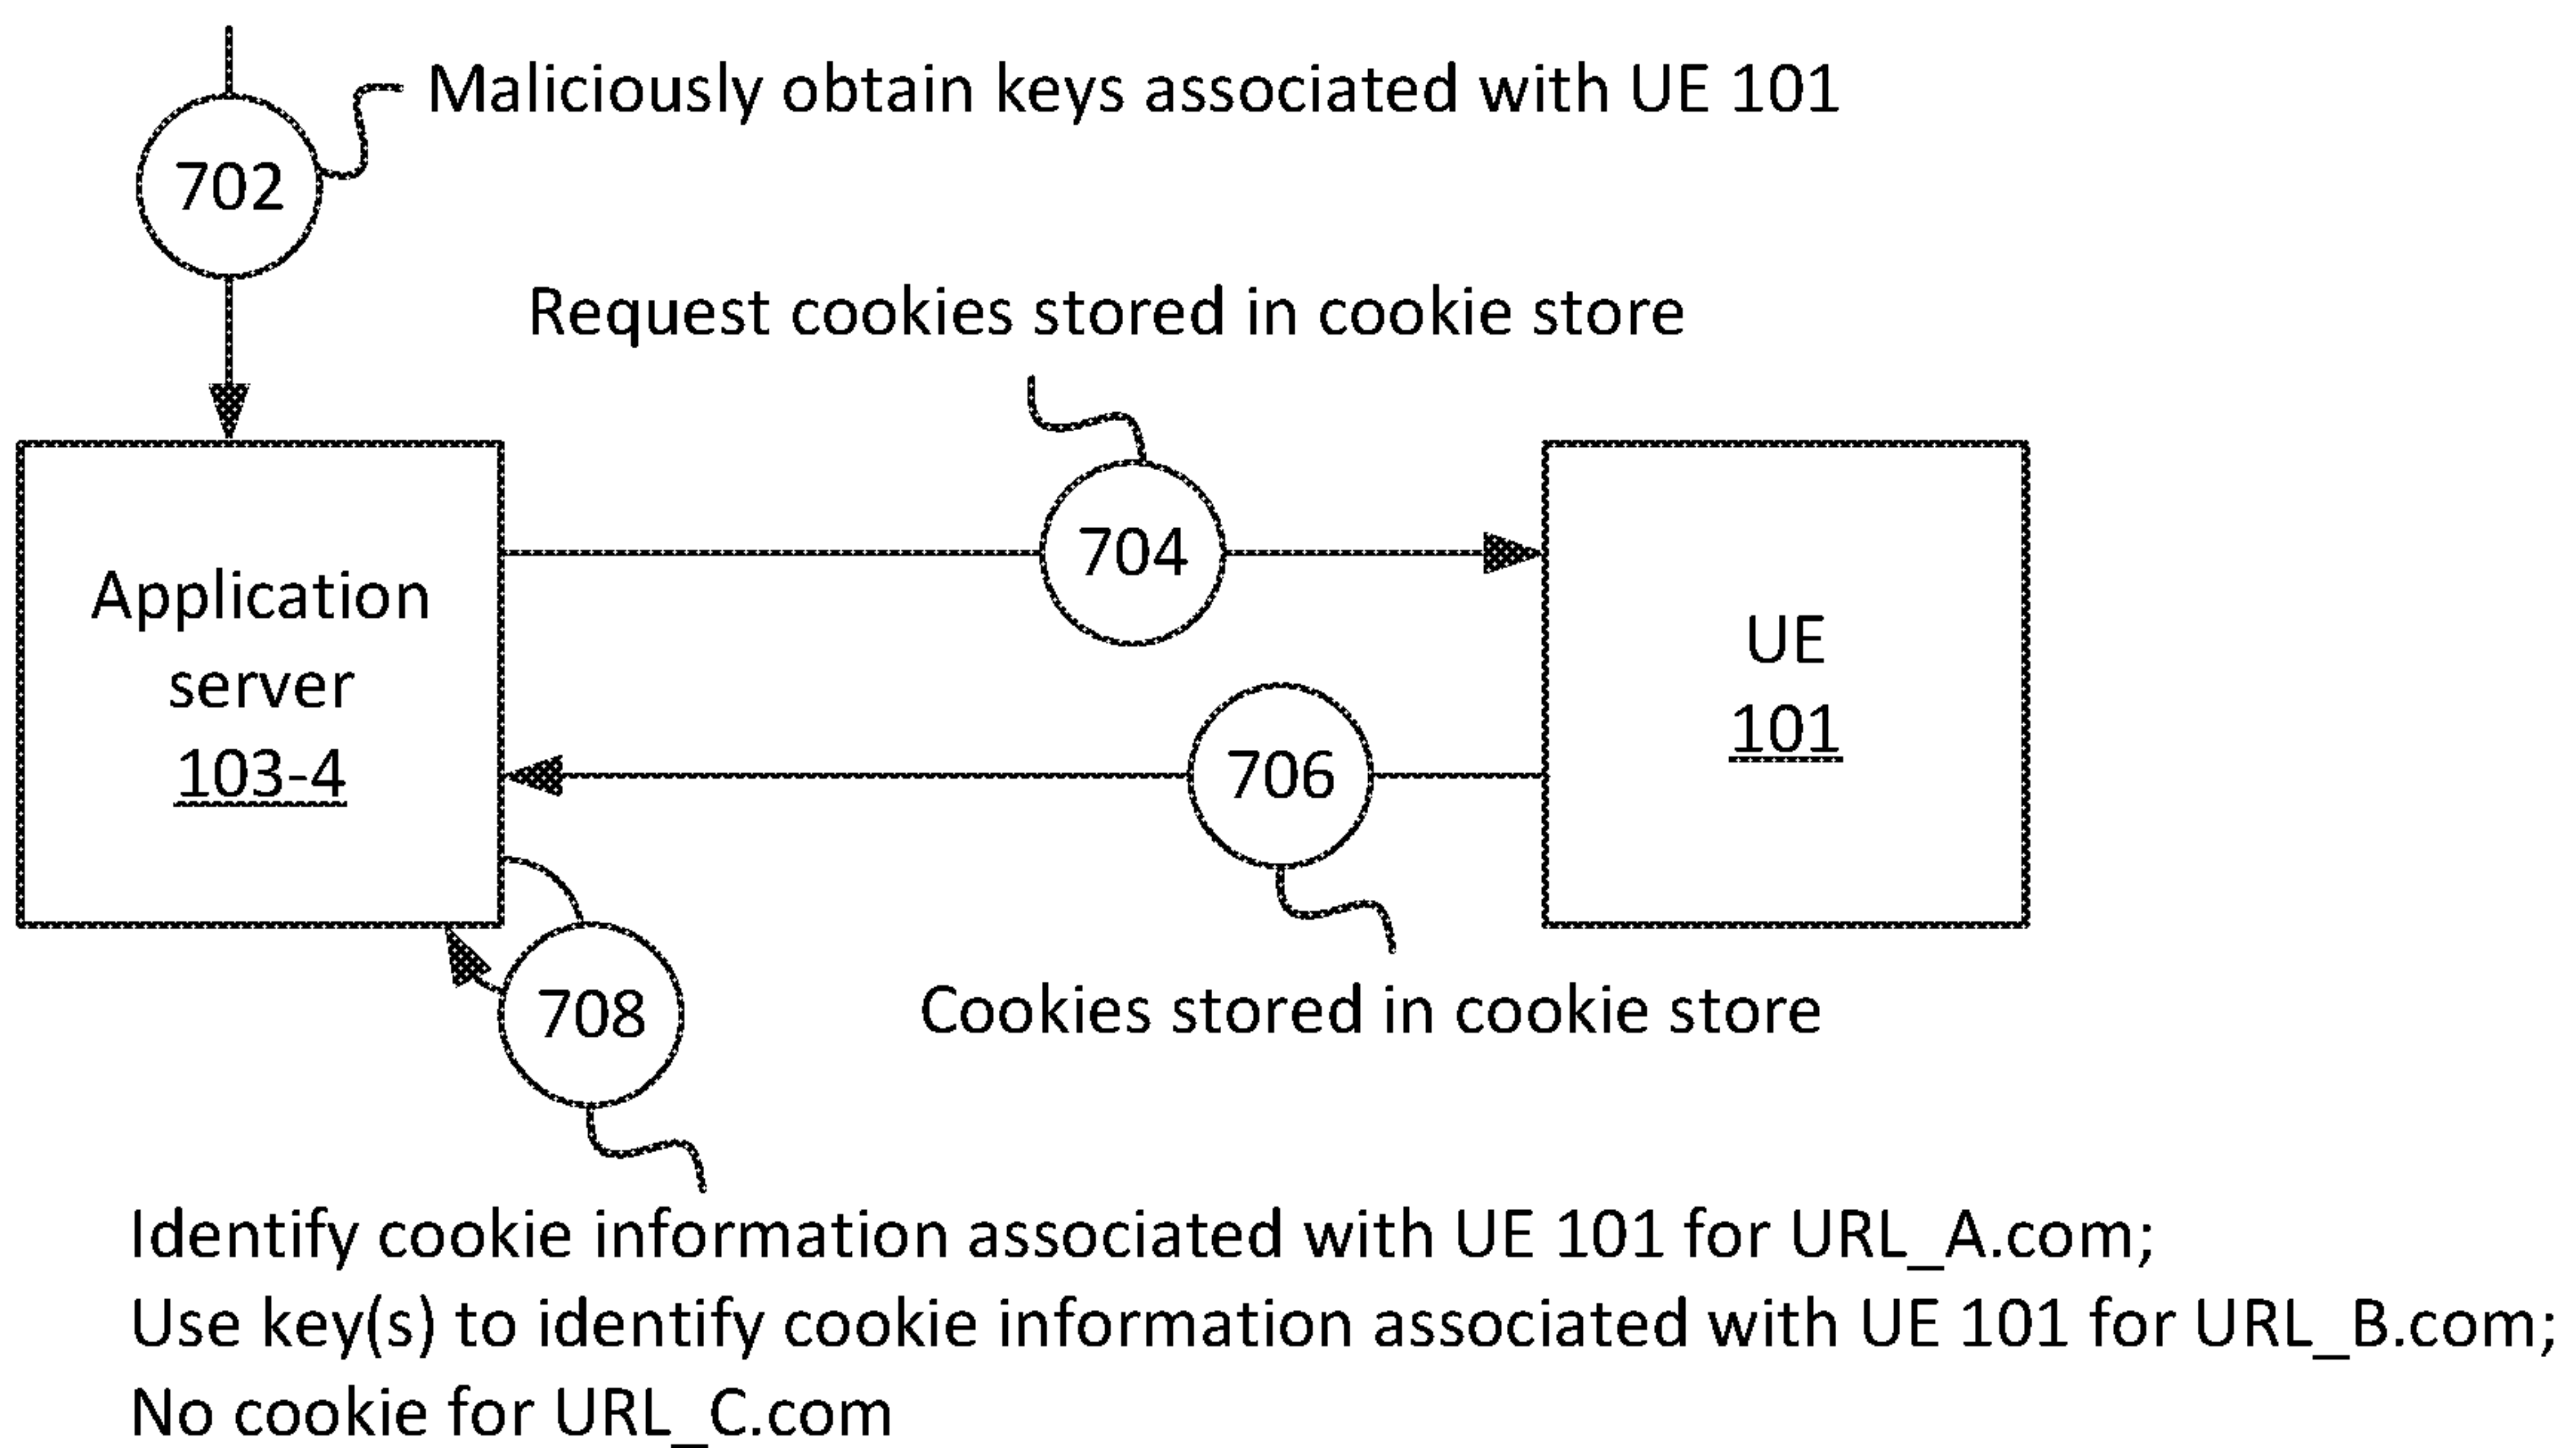 Maliciously obtain keys associated with UE 101
702
Request cookies stored in cookie store
704
Application
server
103-4
UE
101
706
708
Cookies stored in cookie store
Identify cookie information associated with UE 101 for URL_A.com;
Use key(s) to identify cookie information associated with UE 101 for URL_B.com;
No cookie for URL_C.com